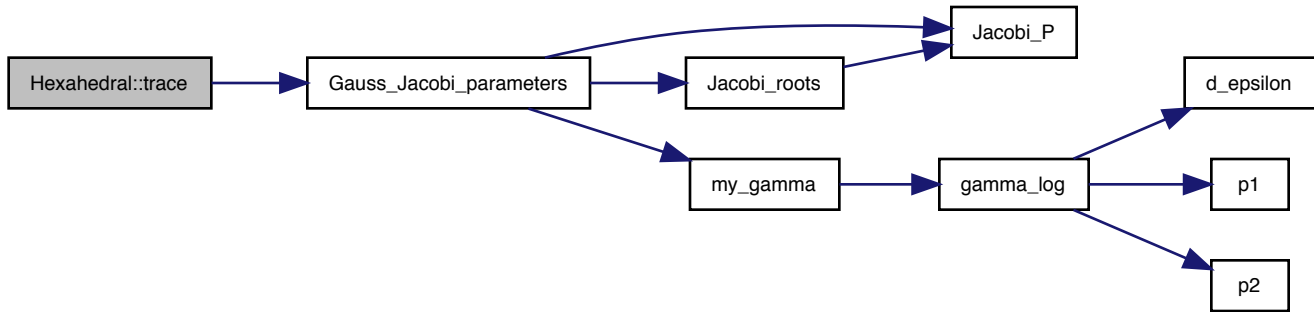 Hexahedral::trace
Gauss_Jacobi_parameters
Jacobi_P
Jacobi_roots
my_gamma
gamma_log
d_epsilon
p1
p2